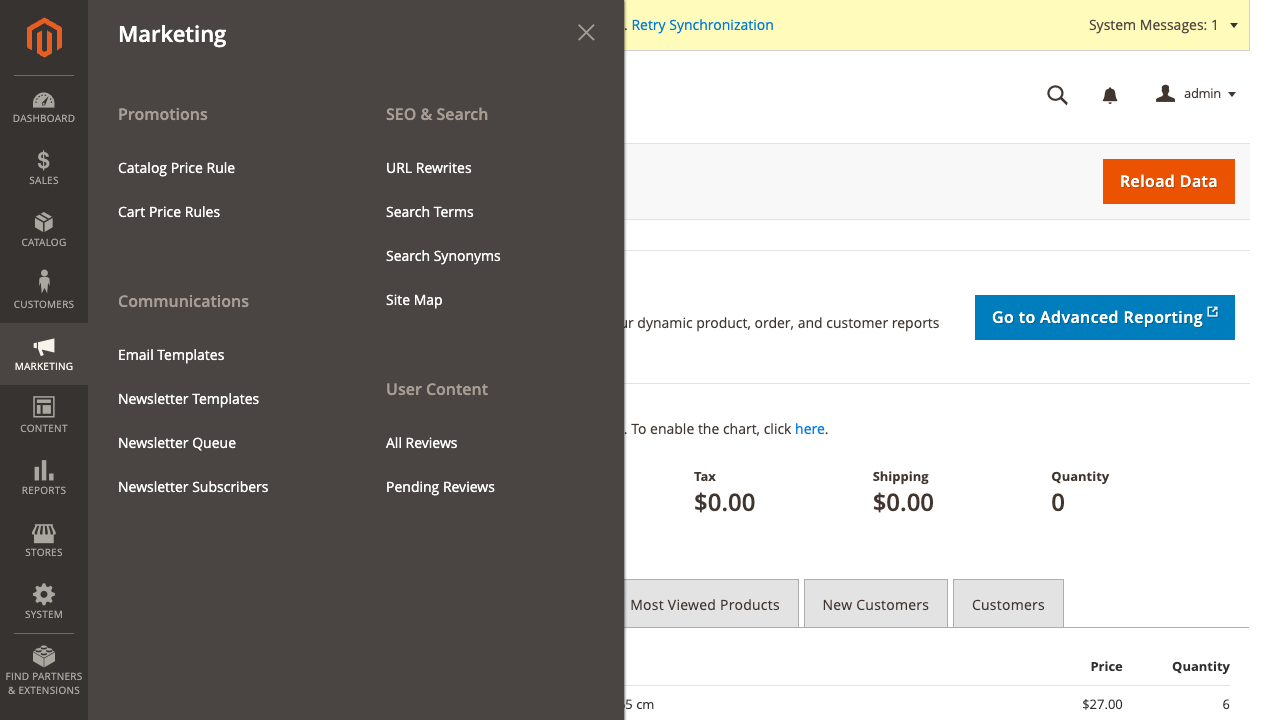 Marketing
Promotions
Catalog Price Rule
Cart Price Rules
Communications
Email Templates
Newsletter Templates
Newsletter Queue
Newsletter Subscribers
SEO & Search
URL Rewrites
Search Terms
Search Synonyms
Site Map
User Content
All Reviews
Pending Reviews
DASHBOARD
SALES
CATALOG
CUSTOMERS
MARKETING
CONTENT
REPORTS
STORES
SYSTEM
FIND PARTNERS
& EXTENSIONS
. Retry Synchronization
System Messages: 1
admin
Reload Data
dynamic product, order, and customer reports
Go to Advanced Reporting
. To enable the chart, click here.
Tax
$0.00
Shipping
$0.00
Quantity
0
Most Viewed Products
New Customers
Customers
Price
Quantity
5 cm
$27.00
6